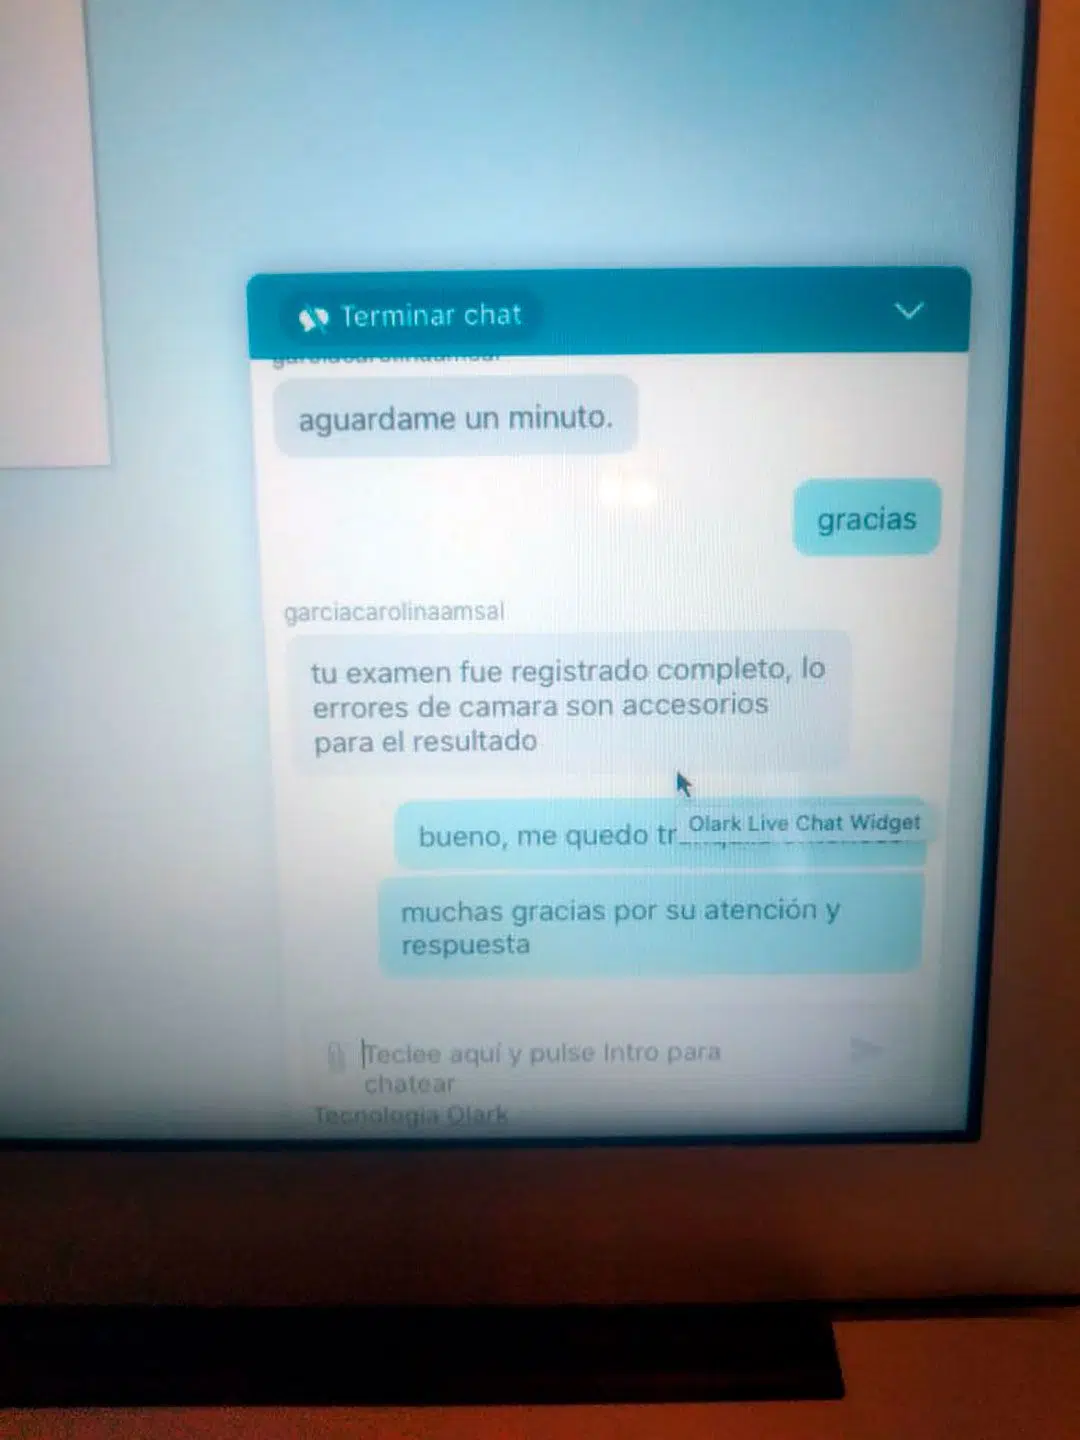 Terminar chat
aguardame un minuto.
gracias
garciacarolinaamsal
tu examen fue registrado completo, lo
errores de camara son accesorios
para el resultado
bueno, me quedo
Olark Live Chat Widget
muchas gracias por su atención y
respuesta
Teclee aquí y pulse Intro para
chatear
Tecnología Olark